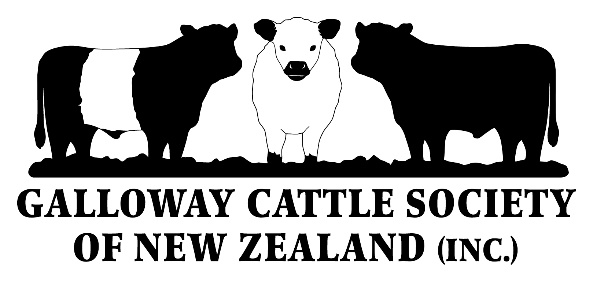 GALLOWAY CATTLE SOCIETY
OF NEW ZEALAND (INC.)